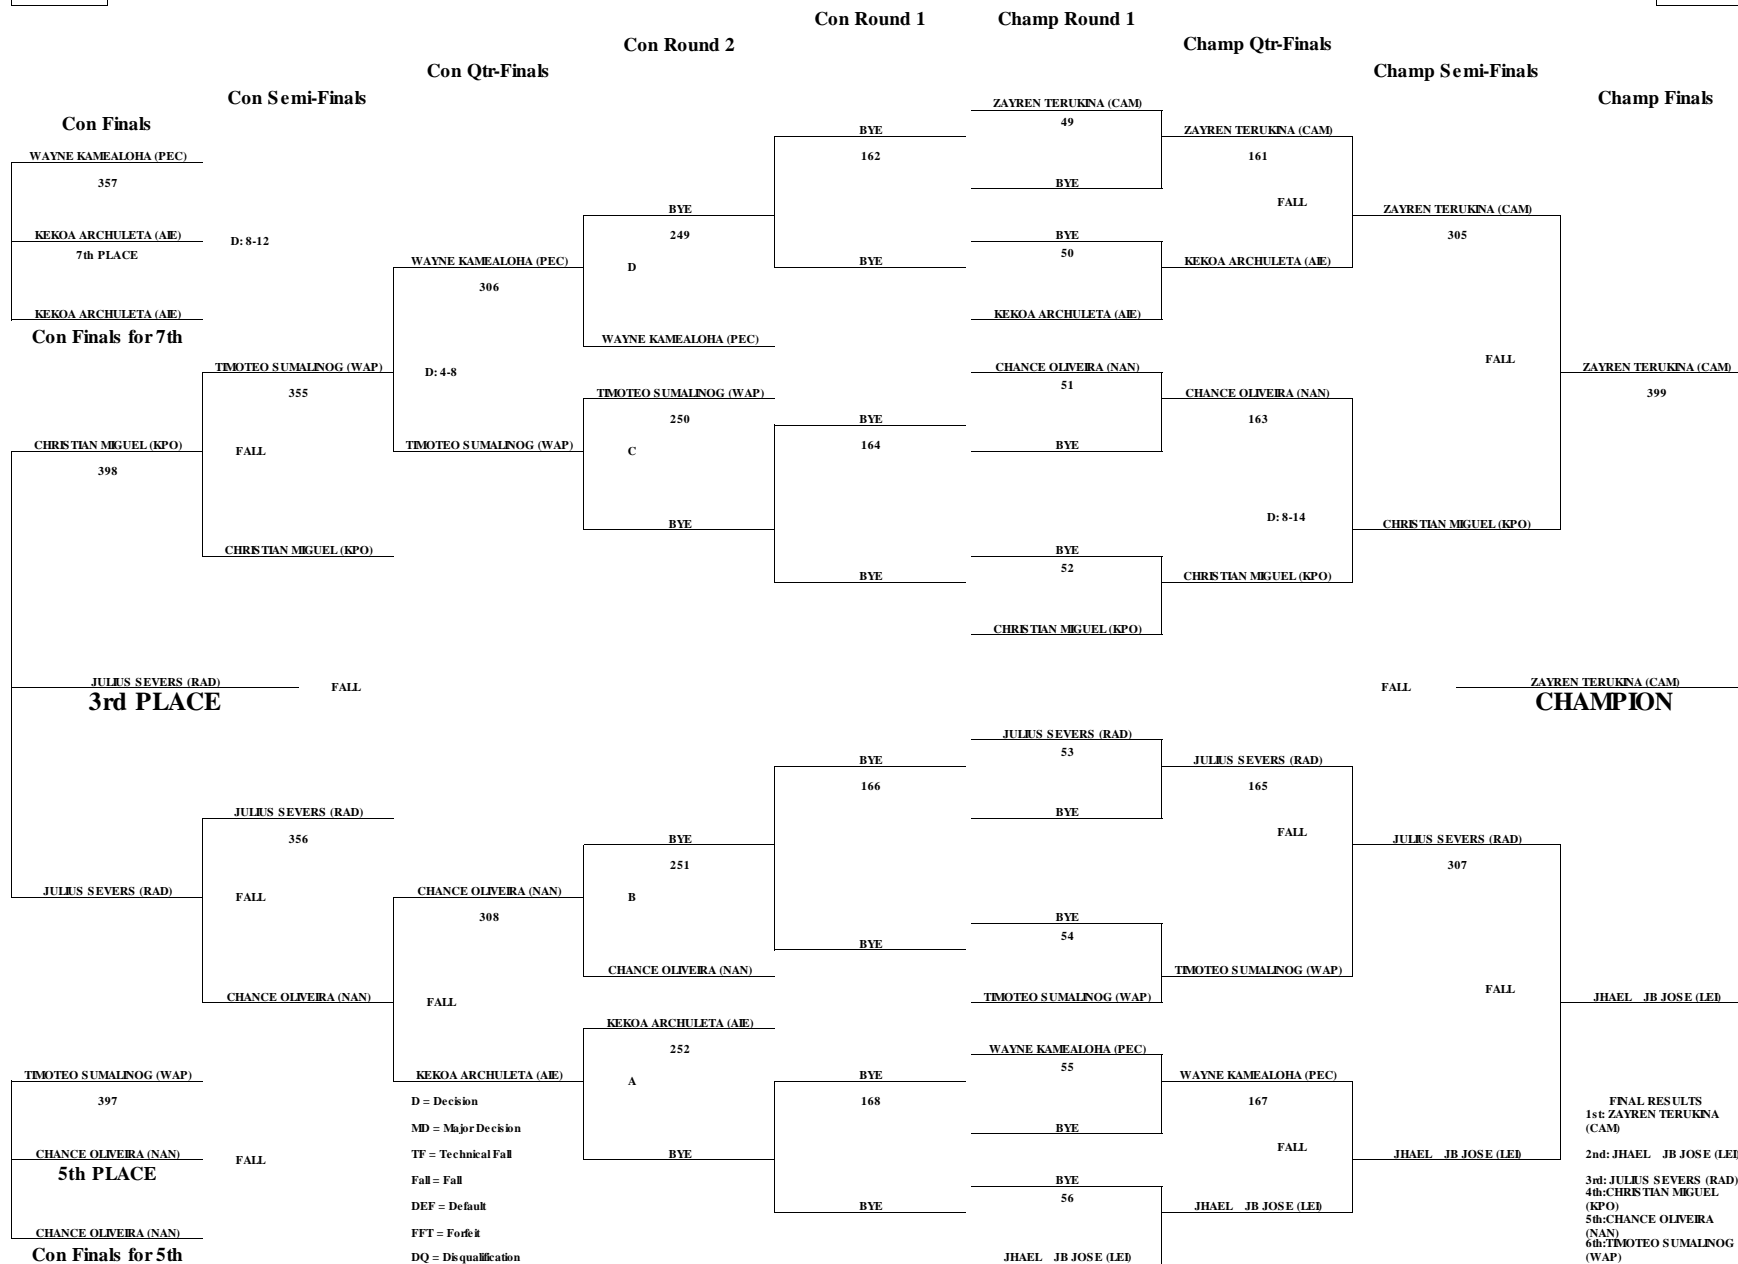 Con Round 1
Champ Round 1
Con Round 2
Champ Qtr-Finals
Con Qtr-Finals
Champ Semi-Finals
Con Semi-Finals
Champ Finals
Con Finals
ZAYREN TERUKINA (CAM)
49
BYE
ZAYREN TERUKINA (CAM)
WAYNE KAMEALOHA (PEC)
162
161
357
BYE
FALL
BYE
ZAYREN TERUKINA (CAM)
KEKOA ARCHULETA (AIE)
D: 8-12
249
BYE
305
7th PLACE
50
WAYNE KAMEALOHA (PEC)
D
BYE
KEKOA ARCHULETA (AIE)
306
KEKOA ARCHULETA (AIE)
KEKOA ARCHULETA (AIE)
Con Finals for 7th
WAYNE KAMEALOHA (PEC)
FALL
TIMOTEO SUMALINOG (WAP)
D: 4-8
CHANCE OLIVEIRA (NAN)
ZAYREN TERUKINA (CAM)
355
51
399
TIMOTEO SUMALINOG (WAP)
CHANCE OLIVEIRA (NAN)
250
BYE
163
CHRISTIAN MIGUEL (KPO)
FALL
TIMOTEO SUMALINOG (WAP)
C
164
BYE
398
D: 8-14
BYE
CHRISTIAN MIGUEL (KPO)
CHRISTIAN MIGUEL (KPO)
BYE
52
BYE
CHRISTIAN MIGUEL (KPO)
CHRISTIAN MIGUEL (KPO)
JULIUS SEVERS (RAD)
FALL
FALL
ZAYREN TERUKINA (CAM)
3rd PLACE
CHAMPION
JULIUS SEVERS (RAD)
53
BYE
JULIUS SEVERS (RAD)
166
165
JULIUS SEVERS (RAD)
BYE
FALL
356
BYE
JULIUS SEVERS (RAD)
251
307
JULIUS SEVERS (RAD)
FALL
CHANCE OLIVEIRA (NAN)
B
308
BYE
54
BYE
CHANCE OLIVEIRA (NAN)
TIMOTEO SUMALINOG (WAP)
FALL
CHANCE OLIVEIRA (NAN)
FALL
TIMOTEO SUMALINOG (WAP)
JHAEL JB JOSE (LEI)
KEKOA ARCHULETA (AIE)
252
WAYNE KAMEALOHA (PEC)
55
TIMOTEO SUMALINOG (WAP)
KEKOA ARCHULETA (AIE)
A
BYE
WAYNE KAMEALOHA (PEC)
397
D = Decision
168
167
FINAL RESULTS
1st: ZAYREN TERUKINA
(CAM)
MD = Major Decision
BYE
FALL
CHANCE OLIVEIRA (NAN)
FALL
TF = Technical Fall
BYE
JHAEL JB JOSE (LEI)
2nd: JHAEL JB JOSE (LEI)
5th PLACE
Fall = Fall
BYE
3rd: JULIUS SEVERS (RAD)
56
4th:CHRISTIAN MIGUEL
(KPO)
DEF = Default
BYE
JHAEL JB JOSE (LEI)
5th:CHANCE OLIVEIRA
(NAN)
CHANCE OLIVEIRA (NAN)
FFT = Forfeit
6th:TIMOTEO SUMALINOG
(WAP)
Con Finals for 5th
DQ = Disqualification
JHAEL JB JOSE (LEI)